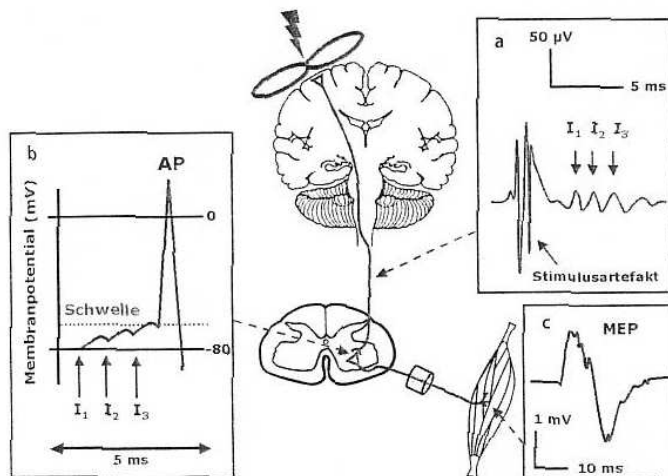 a
50 µV
5 ms
I₁ I₂ I₃
Stimulusartefakt
b
AP
Membranpotential (mV)
0
Schwelle
-80
I₁ I₂ I₃
5 ms
c
MEP
1 mV
10 ms